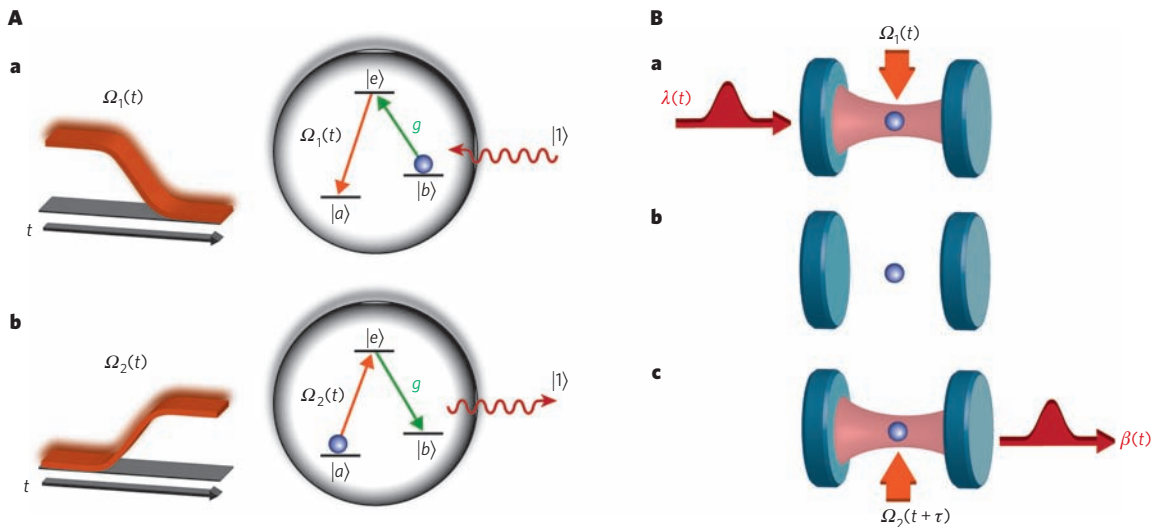 A
a
Ω₁(t)
t
|e⟩
Ω₁(t)
g
|1⟩
|b⟩
|a⟩
b
Ω₂(t)
t
|e⟩
Ω₂(t)
g
|1⟩
|b⟩
|a⟩
B
a
Ω₁(t)
λ(t)
b
c
β(t)
Ω₂(t + τ)